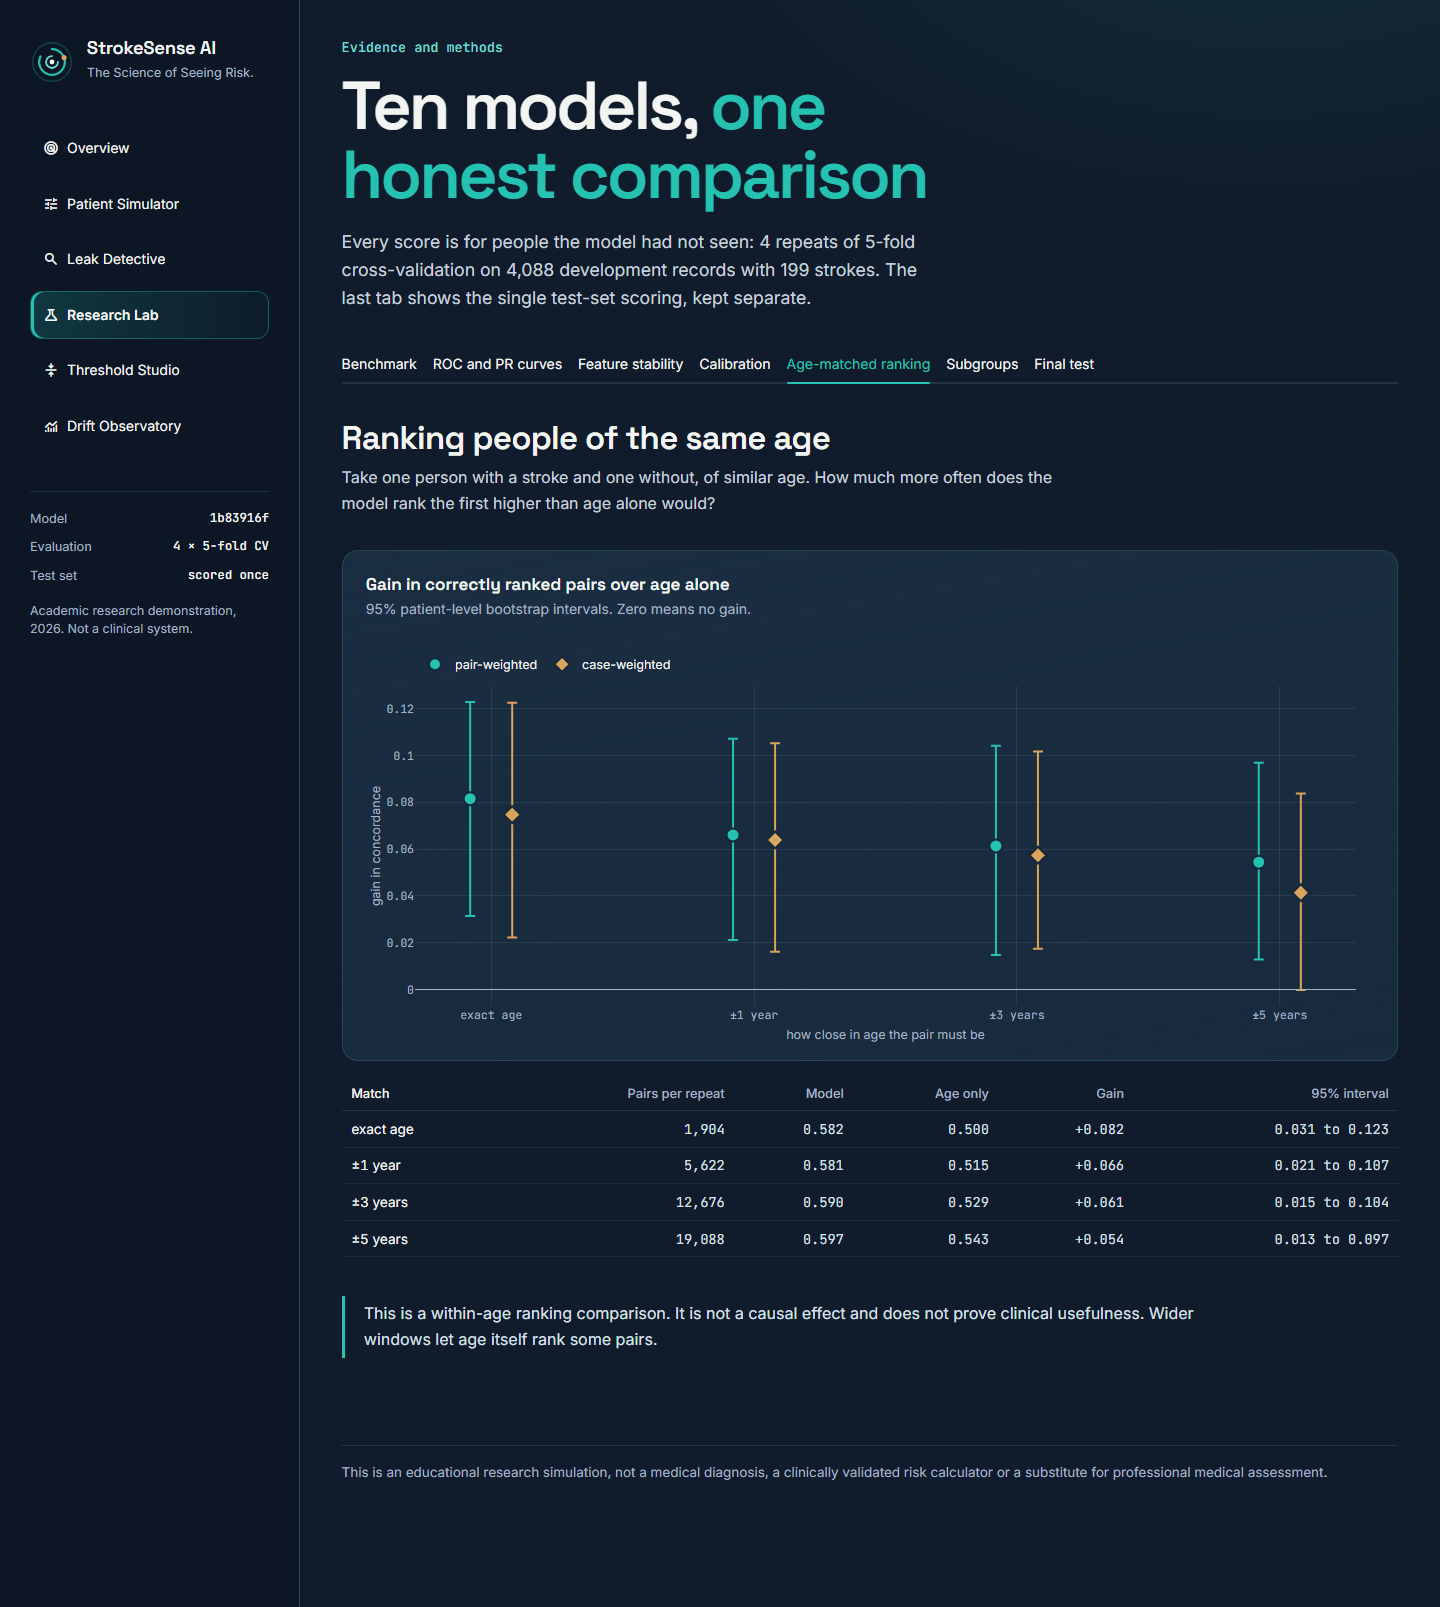 StrokeSense AI
The Science of Seeing Risk.
Overview
Patient Simulator
Leak Detective
Research Lab
Threshold Studio
Drift Observatory
Model 1b83916f
Evaluation 4 × 5-fold CV
Test set scored once
Academic research demonstration,
2026. Not a clinical system.
Evidence and methods
Ten models, one
honest comparison
Every score is for people the model had not seen: 4 repeats of 5-fold
cross-validation on 4,088 development records with 199 strokes. The
last tab shows the single test-set scoring, kept separate.
Benchmark ROC and PR curves Feature stability Calibration Age-matched ranking Subgroups Final test
Ranking people of the same age
Take one person with a stroke and one without, of similar age. How much more often does the
model rank the first higher than age alone would?
Gain in correctly ranked pairs over age alone
95% patient-level bootstrap intervals. Zero means no gain.
pair-weighted case-weighted
gain in concordance
0.12
0.1
0.08
0.06
0.04
0.02
0
exact age ±1 year ±3 years ±5 years
how close in age the pair must be
Match Pairs per repeat Model Age only Gain 95% interval
exact age 1,904 0.582 0.500 +0.082 0.031 to 0.123
±1 year 5,622 0.581 0.515 +0.066 0.021 to 0.107
±3 years 12,676 0.590 0.529 +0.061 0.015 to 0.104
±5 years 19,088 0.597 0.543 +0.054 0.013 to 0.097
This is a within-age ranking comparison. It is not a causal effect and does not prove clinical usefulness. Wider
windows let age itself rank some pairs.
This is an educational research simulation, not a medical diagnosis, a clinically validated risk calculator or a substitute for professional medical assessment.